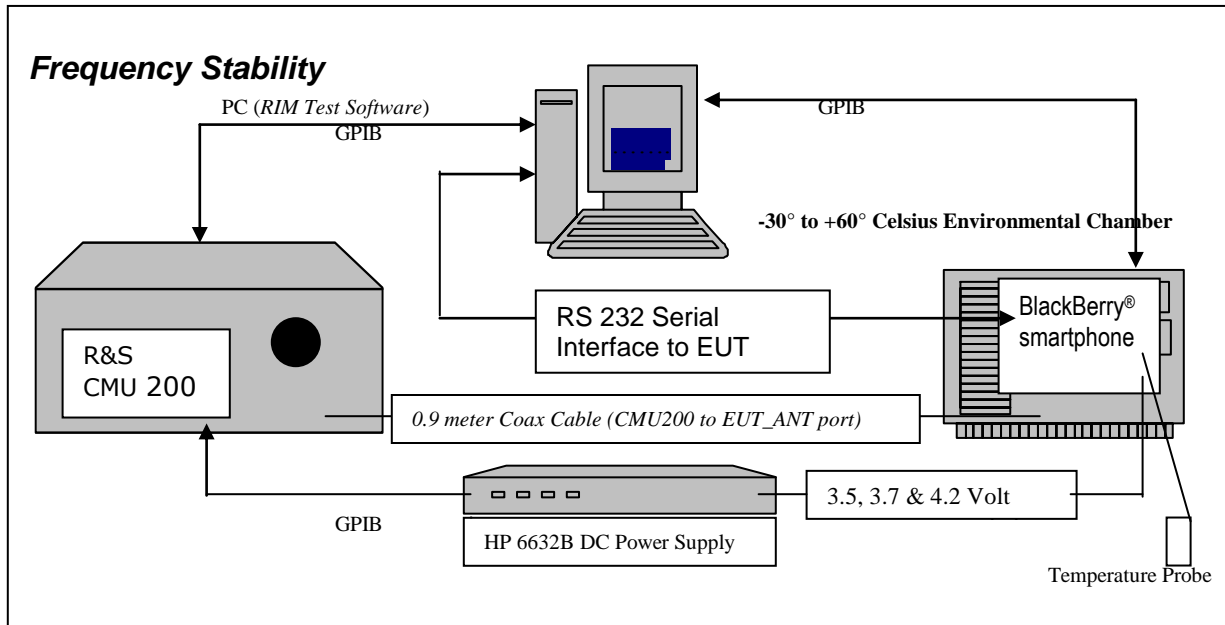 Frequency Stability
PC (RIM Test Software)
GPIB
GPIB
-30° to +60° Celsius Environmental Chamber
RS 232 Serial
Interface to EUT
BlackBerry®
smartphone
R&S
CMU 200
0.9 meter Coax Cable (CMU200 to EUT_ANT port)
3.5, 3.7 & 4.2 Volt
GPIB
HP 6632B DC Power Supply
Temperature Probe